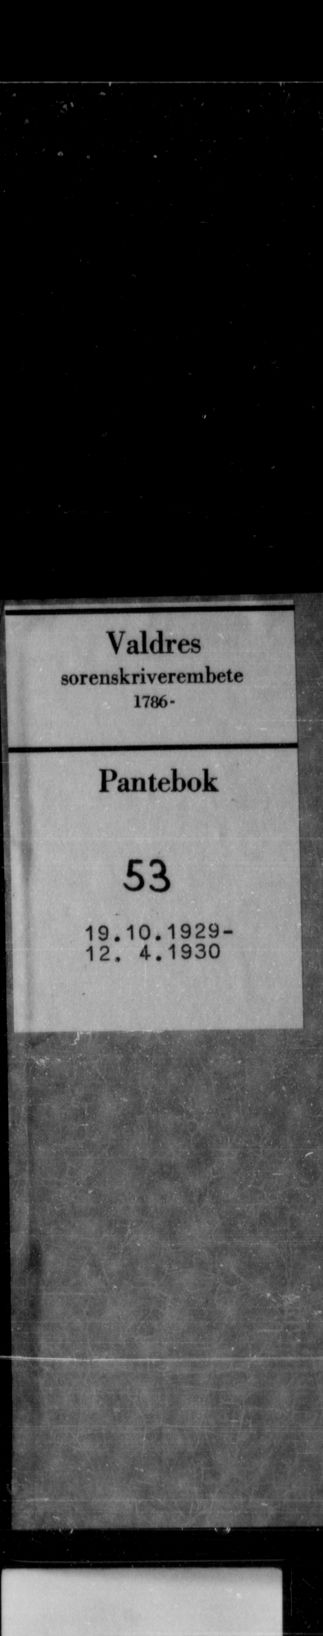 Valdres
sorenskriverembete
1786-
Pantebok
53
19.10.1929-
12. 4.1930